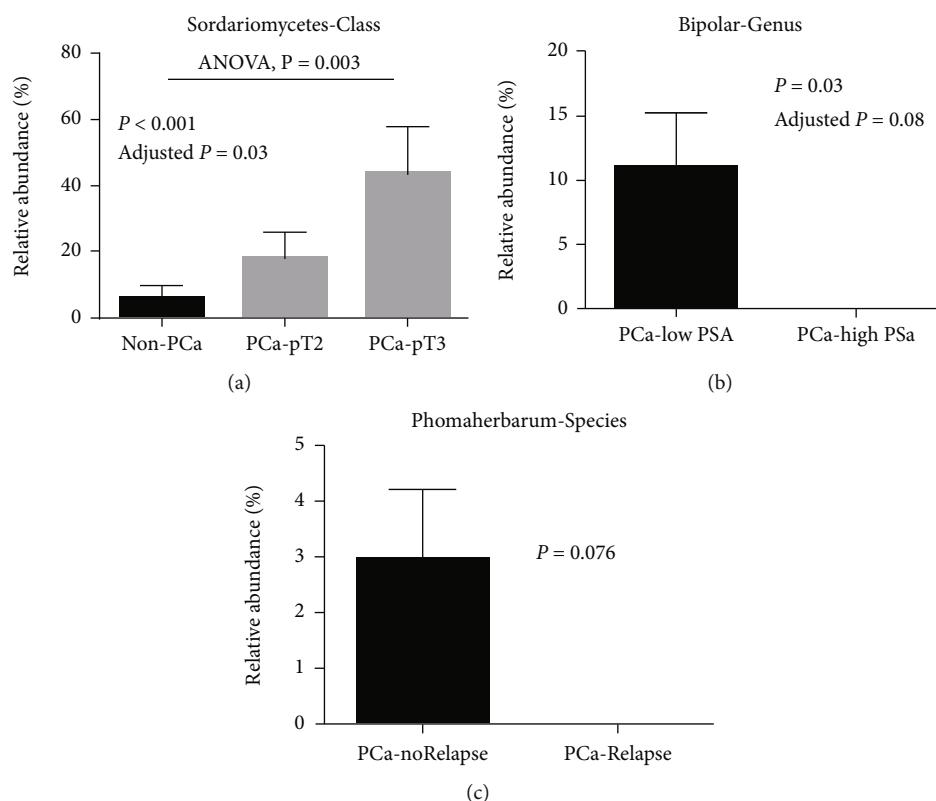 Sordariomycetes-Class
80
60
40
20
0
Relative abundance (%)
ANOVA, P = 0.003
P < 0.001
Adjusted P = 0.03
Non-PCa
PCa-pT2
PCa-pT3
(a)
Bipolar-Genus
20
15
10
5
0
Relative abundance (%)
P = 0.03
Adjusted P = 0.08
PCa-low PSA
PCa-high PSa
(b)
Phomaherbarum-Species
5
4
3
2
1
0
Relative abundance (%)
P = 0.076
PCa-noRelapse
PCa-Relapse
(c)